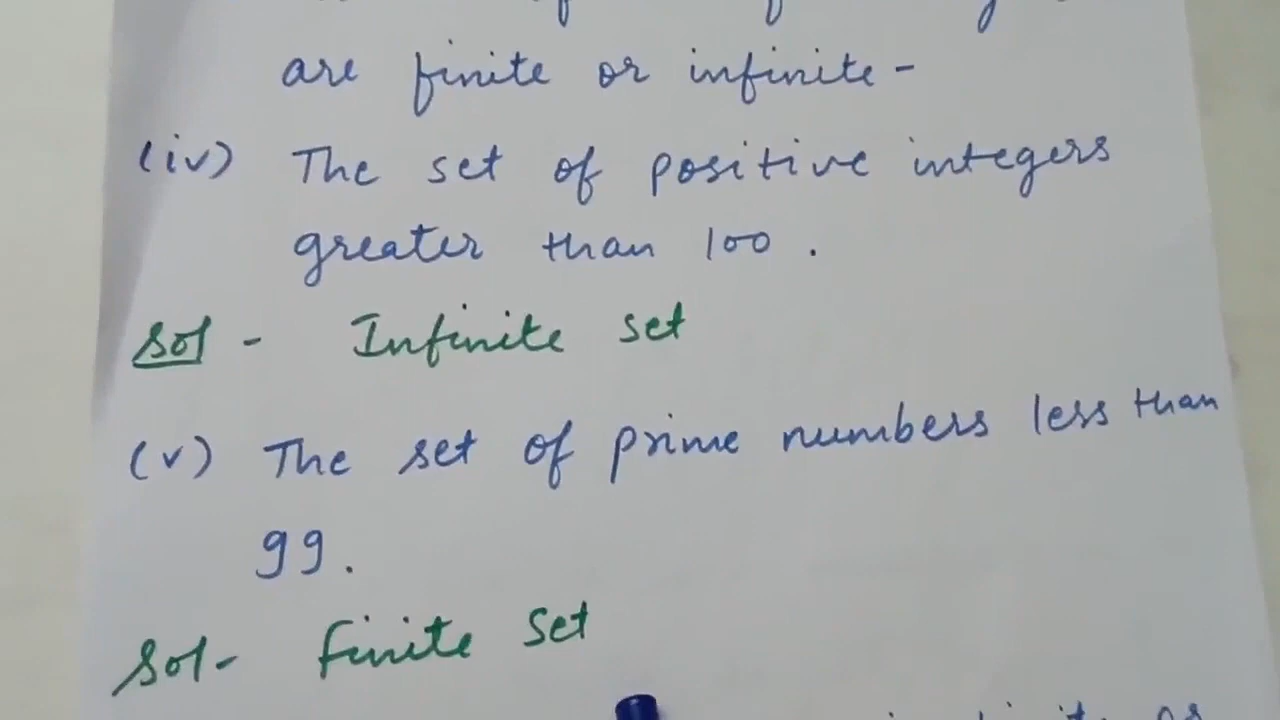 are finite or infinite -
(iv) The set of positive integers
greater than 100.
Sol - Infinite set
(v) The set of prime numbers less than
99.
Sol- Finite Set